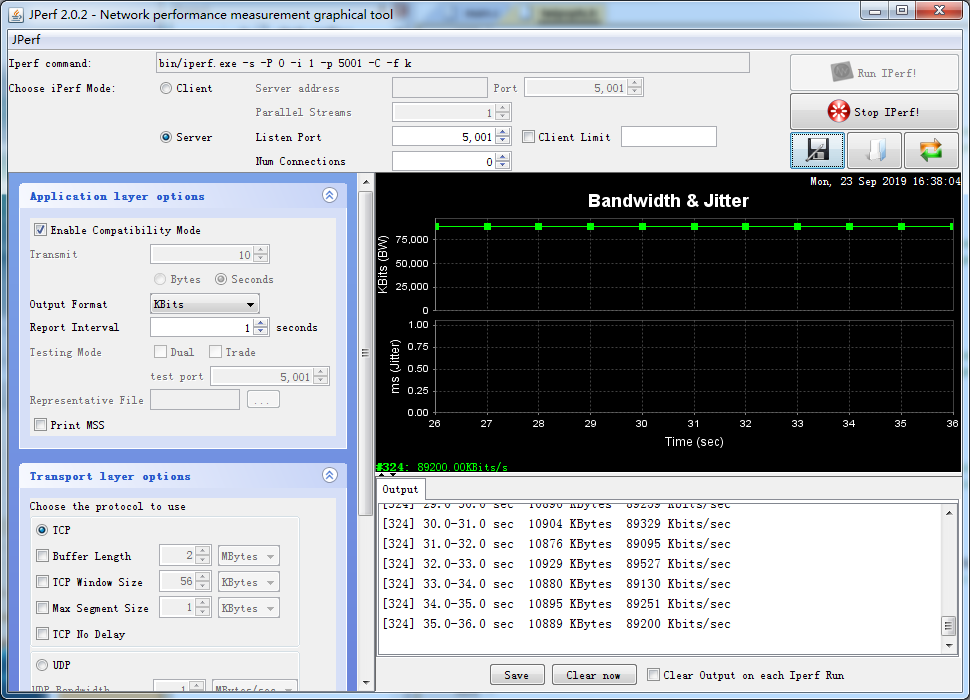 JPerf 2.0.2 - Network performance measurement graphical tool
JPerf
Iperf command: bin/iperf.exe -s -P 0 -i 1 -p 5001 -C -f k
Choose iPerf Mode: Client Server address Port 5,001
Parallel Streams 1
Server Listen Port 5,001 Client Limit
Num Connections 0
Run IPerf!
Stop IPerf!
Application layer options
Enable Compatibility Mode
Transmit 10
Bytes Seconds
Output Format KBits
Report Interval 1 seconds
Testing Mode Dual Trade
test port 5,001
Representative File ...
Print MSS
Transport layer options
Choose the protocol to use
TCP
Buffer Length 2 MBytes
TCP Window Size 56 KBytes
Max Segment Size 1 KBytes
TCP No Delay
UDP
UDP Bandwidth 1 MBytes/sec
Mon, 23 Sep 2019 16:38:04
Bandwidth & Jitter
KBits (BW)
75,000
50,000
25,000
0
ms (Jitter)
1.00
0.75
0.50
0.25
0.00
26 27 28 29 30 31 32 33 34 35 36
Time (sec)
#324: 89200.00KBits/s
Output
[324] 29.0-30.0 sec 10896 KBytes 89259 Kbits/sec
[324] 30.0-31.0 sec 10904 KBytes 89329 Kbits/sec
[324] 31.0-32.0 sec 10876 KBytes 89095 Kbits/sec
[324] 32.0-33.0 sec 10929 KBytes 89527 Kbits/sec
[324] 33.0-34.0 sec 10880 KBytes 89130 Kbits/sec
[324] 34.0-35.0 sec 10895 KBytes 89251 Kbits/sec
[324] 35.0-36.0 sec 10889 KBytes 89200 Kbits/sec
Save Clear now Clear Output on each Iperf Run